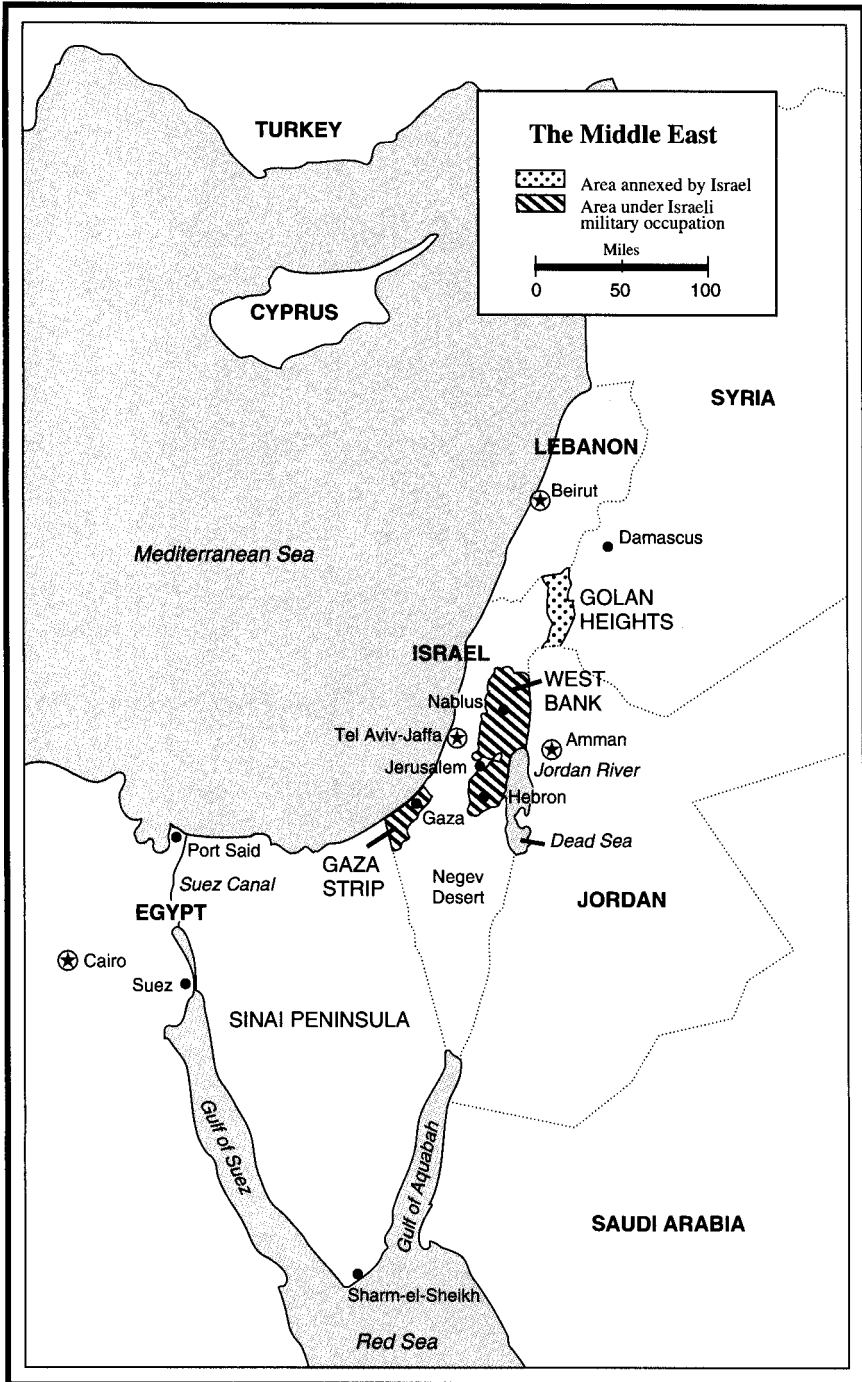 TURKEY
The Middle East
Area annexed by Israel
Area under Israeli
military occupation
Miles
0 50 100
CYPRUS
SYRIA
LEBANON
Beirut
Mediterranean Sea
Damascus
GOLAN
HEIGHTS
ISRAEL
WEST
BANK
Nablus
Tel Aviv-Jaffa
Amman
Jerusalem
Jordan River
Hebron
Gaza
Port Said
Dead Sea
GAZA
STRIP
Suez Canal
Negev
Desert
JORDAN
EGYPT
Cairo
Suez
SINAI PENINSULA
Gulf of Suez
Gulf of Aquabah
SAUDI ARABIA
Sharm-el-Sheikh
Red Sea